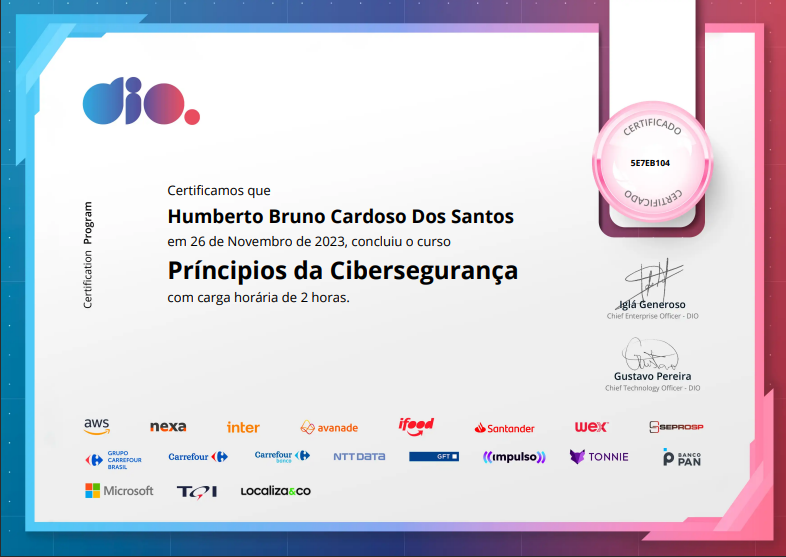 dio.
CERTIFICADO
5E7EB104
CERTIFICADO
Certification Program
Certificamos que
Humberto Bruno Cardoso Dos Santos
em 26 de Novembro de 2023, concluiu o curso
Príncipios da Cibersegurança
com carga horária de 2 horas.
Iglá Generoso
Chief Enterprise Officer - DIO
Gustavo Pereira
Chief Technology Officer - DIO
aws nexa inter avanade ifood Santander wex SEPROSP
GRUPO CARREFOUR BRASIL Carrefour Carrefour banco NTT DATA GFT impulso TONNIE BANCO PAN
Microsoft TQI LOCALIZA&CO